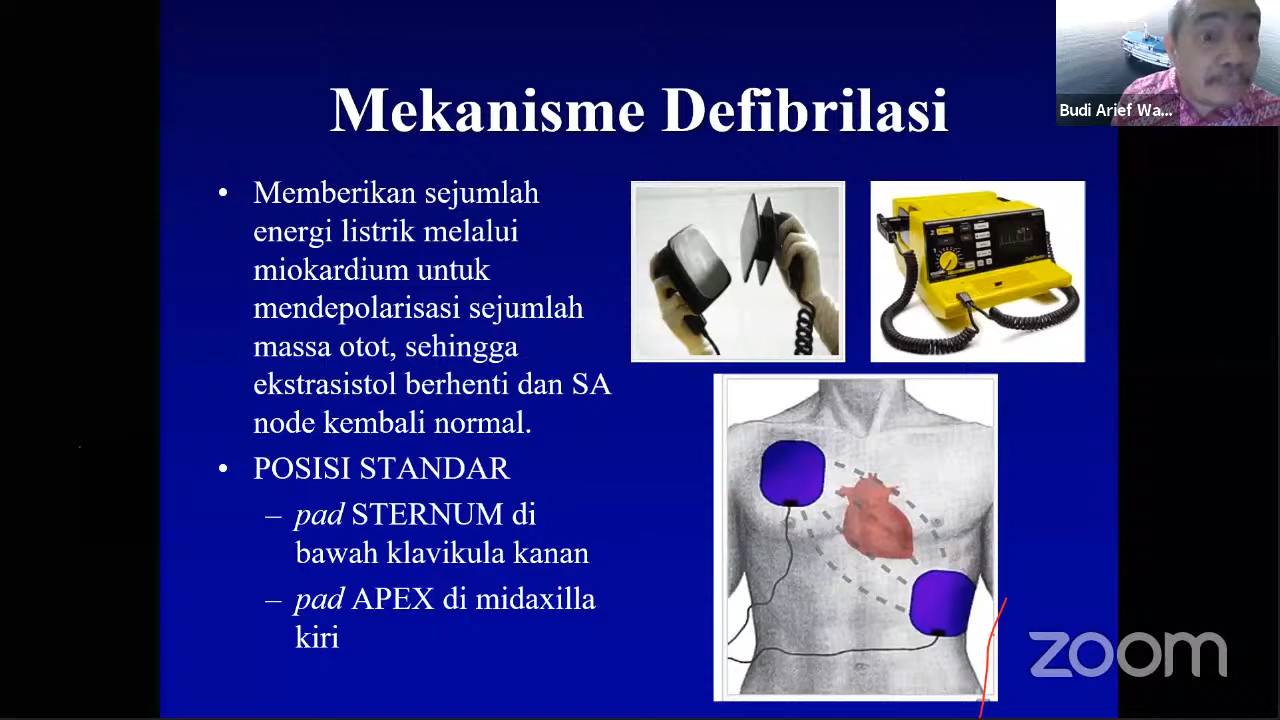 Mekanisme Defibrilasi
Budi Arief Wa...
• Memberikan sejumlah
energi listrik melalui
miokardium untuk
mendepolarisasi sejumlah
massa otot, sehingga
ekstrasistol berhenti dan SA
node kembali normal.
• POSISI STANDAR
– pad STERNUM di
bawah klavikula kanan
– pad APEX di midaxilla
kiri
zoom